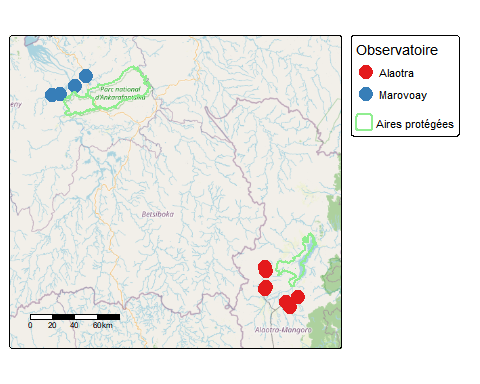 Observatoire
Alaotra
Marovoay
Aires protégées
Parc national
d'Ankarafantsika
Betsiboka
Alaotra-Mangoro
0 20 40 60km